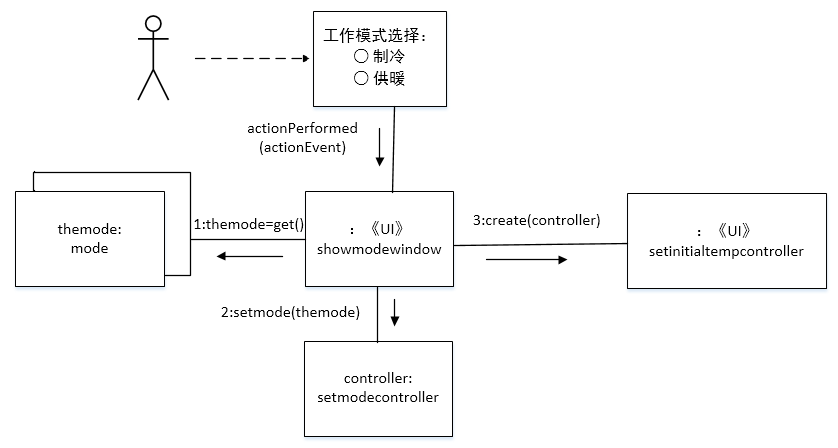 工作模式选择：
○ 制冷
○ 供暖
actionPerformed
(actionEvent)
themode:
mode
1:themode=get()
：《UI》
showmodewindow
3:create(controller)
：《UI》
setinitialtempcontroller
2:setmode(themode)
controller:
setmodecontroller